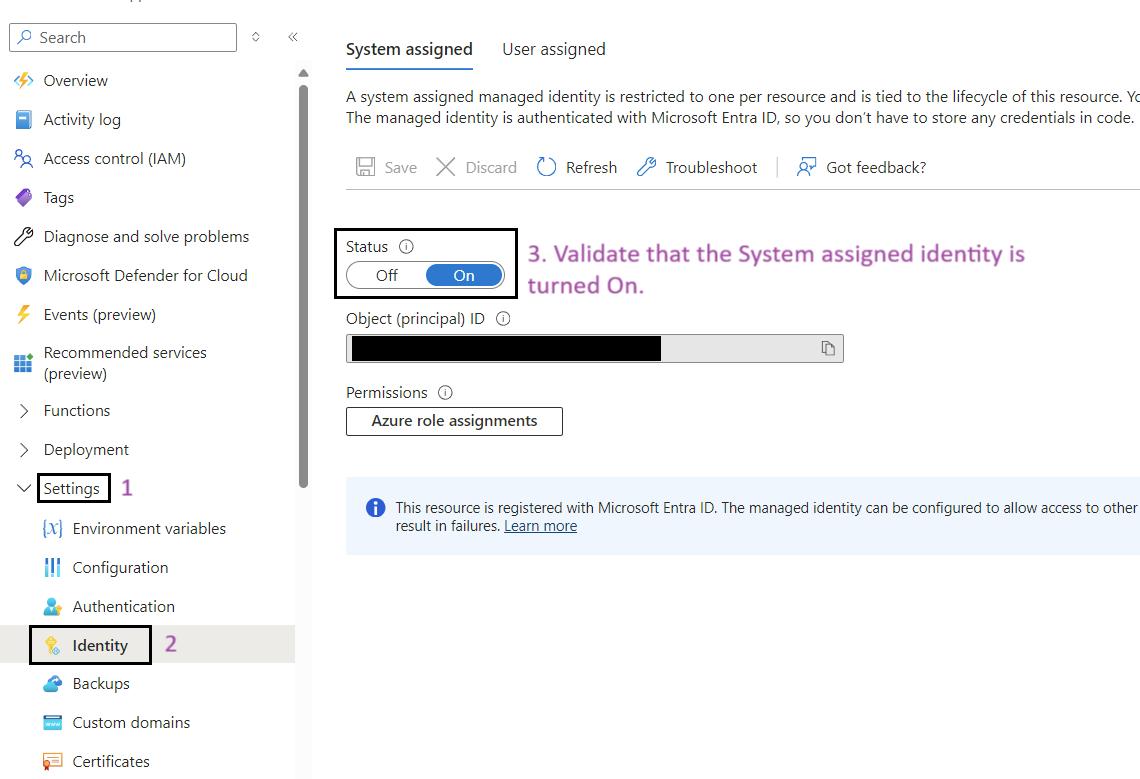 Search
Overview
Activity log
Access control (IAM)
Tags
Diagnose and solve problems
Microsoft Defender for Cloud
Events (preview)
Recommended services
(preview)
Functions
Deployment
Settings 1
Environment variables
Configuration
Authentication
Identity 2
Backups
Custom domains
Certificates
System assigned User assigned
A system assigned managed identity is restricted to one per resource and is tied to the lifecycle of this resource.
The managed identity is authenticated with Microsoft Entra ID, so you don’t have to store any credentials in code.
Save Discard Refresh Troubleshoot Got feedback?
Status
Off On
3. Validate that the System assigned identity is
turned On.
Object (principal) ID
Permissions
Azure role assignments
This resource is registered with Microsoft Entra ID. The managed identity can be configured to allow access to other
result in failures. Learn more